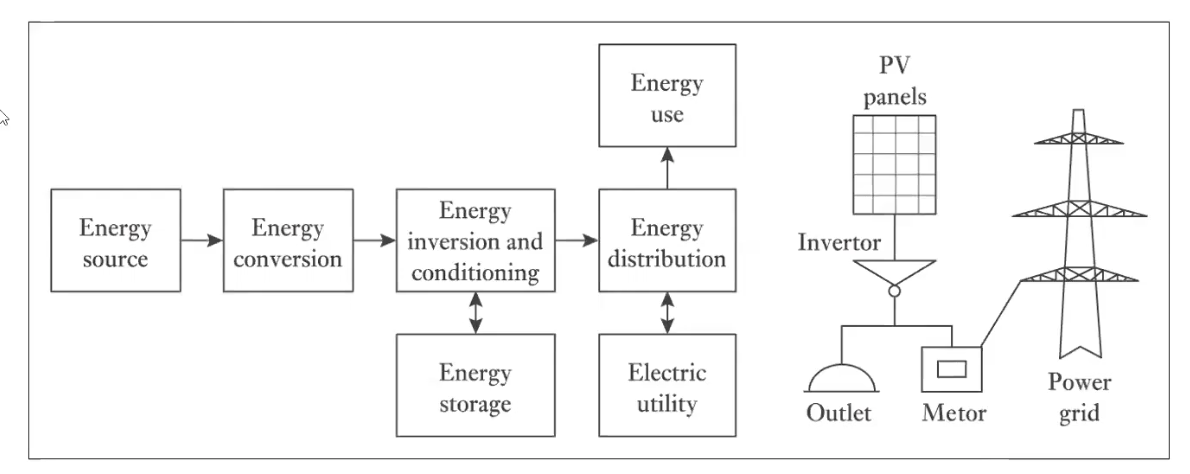 Energy
source
Energy
conversion
Energy
inversion and
conditioning
Energy
storage
Energy
use
Energy
distribution
Electric
utility
PV
panels
Invertor
Outlet
Metor
Power
grid